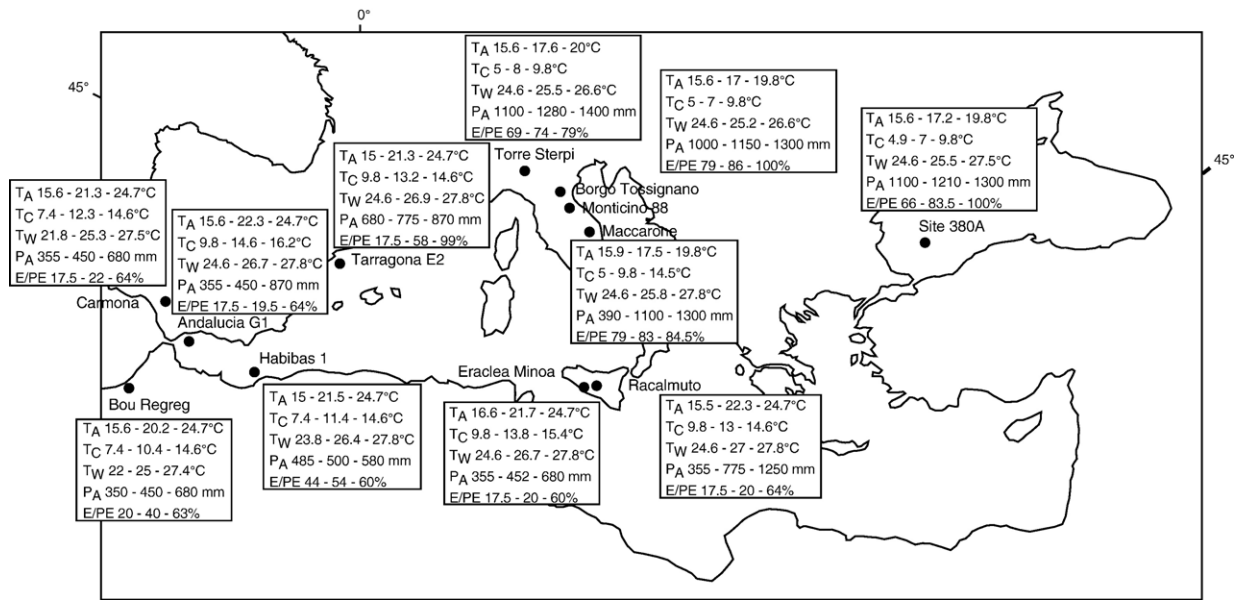 0°
45°
45°
TA 15.6 - 17.6 - 20°C
TC 5 - 8 - 9.8°C
TW 24.6 - 25.5 - 26.6°C
PA 1100 - 1280 - 1400 mm
E/PE 69 - 74 - 79%
TA 15.6 - 17 - 19.8°C
TC 5 - 7 - 9.8°C
TW 24.6 - 25.2 - 26.6°C
PA 1000 - 1150 - 1300 mm
E/PE 79 - 86 - 100%
TA 15.6 - 17.2 - 19.8°C
TC 4.9 - 7 - 9.8°C
TW 24.6 - 25.5 - 27.5°C
PA 1100 - 1210 - 1300 mm
E/PE 66 - 83.5 - 100%
Site 380A
Torre Sterpi
Borgo Tossignano
Monticino 88
Maccarone
TA 15 - 21.3 - 24.7°C
TC 9.8 - 13.2 - 14.6°C
TW 24.6 - 26.9 - 27.8°C
PA 680 - 775 - 870 mm
E/PE 17.5 - 58 - 99%
Tarragona E2
TA 15.6 - 21.3 - 24.7°C
TC 7.4 - 12.3 - 14.6°C
TW 21.8 - 25.3 - 27.5°C
PA 355 - 450 - 680 mm
E/PE 17.5 - 22 - 64%
Carmona
TA 15.6 - 22.3 - 24.7°C
TC 9.8 - 14.6 - 16.2°C
TW 24.6 - 26.7 - 27.8°C
PA 355 - 450 - 870 mm
E/PE 17.5 - 19.5 - 64%
Andalucia G1
TA 15.9 - 17.5 - 19.8°C
TC 5 - 9.8 - 14.5°C
TW 24.6 - 25.8 - 27.8°C
PA 390 - 1100 - 1300 mm
E/PE 79 - 83 - 84.5%
Habibas 1
Eraclea Minoa
Racalmuto
Bou Regreg
TA 15.6 - 20.2 - 24.7°C
TC 7.4 - 10.4 - 14.6°C
TW 22 - 25 - 27.4°C
PA 350 - 450 - 680 mm
E/PE 20 - 40 - 63%
TA 15 - 21.5 - 24.7°C
TC 7.4 - 11.4 - 14.6°C
TW 23.8 - 26.4 - 27.8°C
PA 485 - 500 - 580 mm
E/PE 44 - 54 - 60%
TA 16.6 - 21.7 - 24.7°C
TC 9.8 - 13.8 - 15.4°C
TW 24.6 - 26.7 - 27.8°C
PA 355 - 452 - 680 mm
E/PE 17.5 - 20 - 60%
TA 15.5 - 22.3 - 24.7°C
TC 9.8 - 13 - 14.6°C
TW 24.6 - 27 - 27.8°C
PA 355 - 775 - 1250 mm
E/PE 17.5 - 20 - 64%